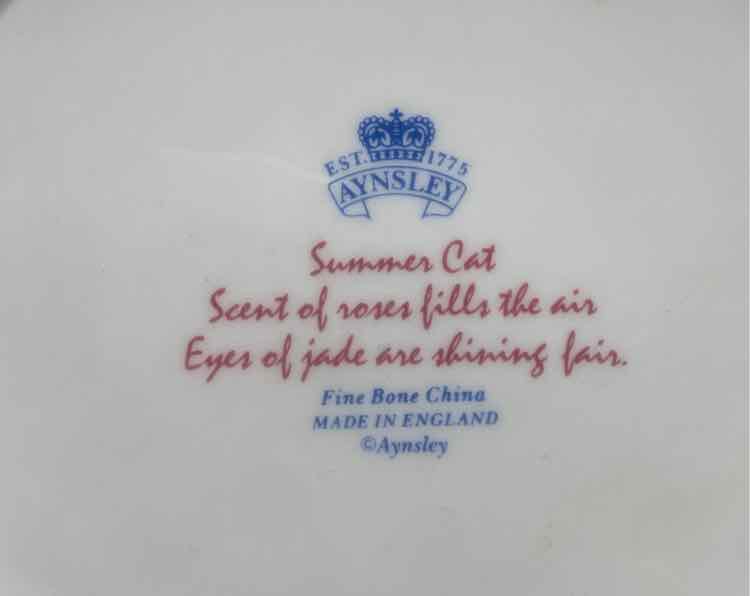 EST. 1775
AYNSLEY
Summer Cat
Scent of roses fills the air
Eyes of jade are shining fair.
Fine Bone China
MADE IN ENGLAND
©Aynsley